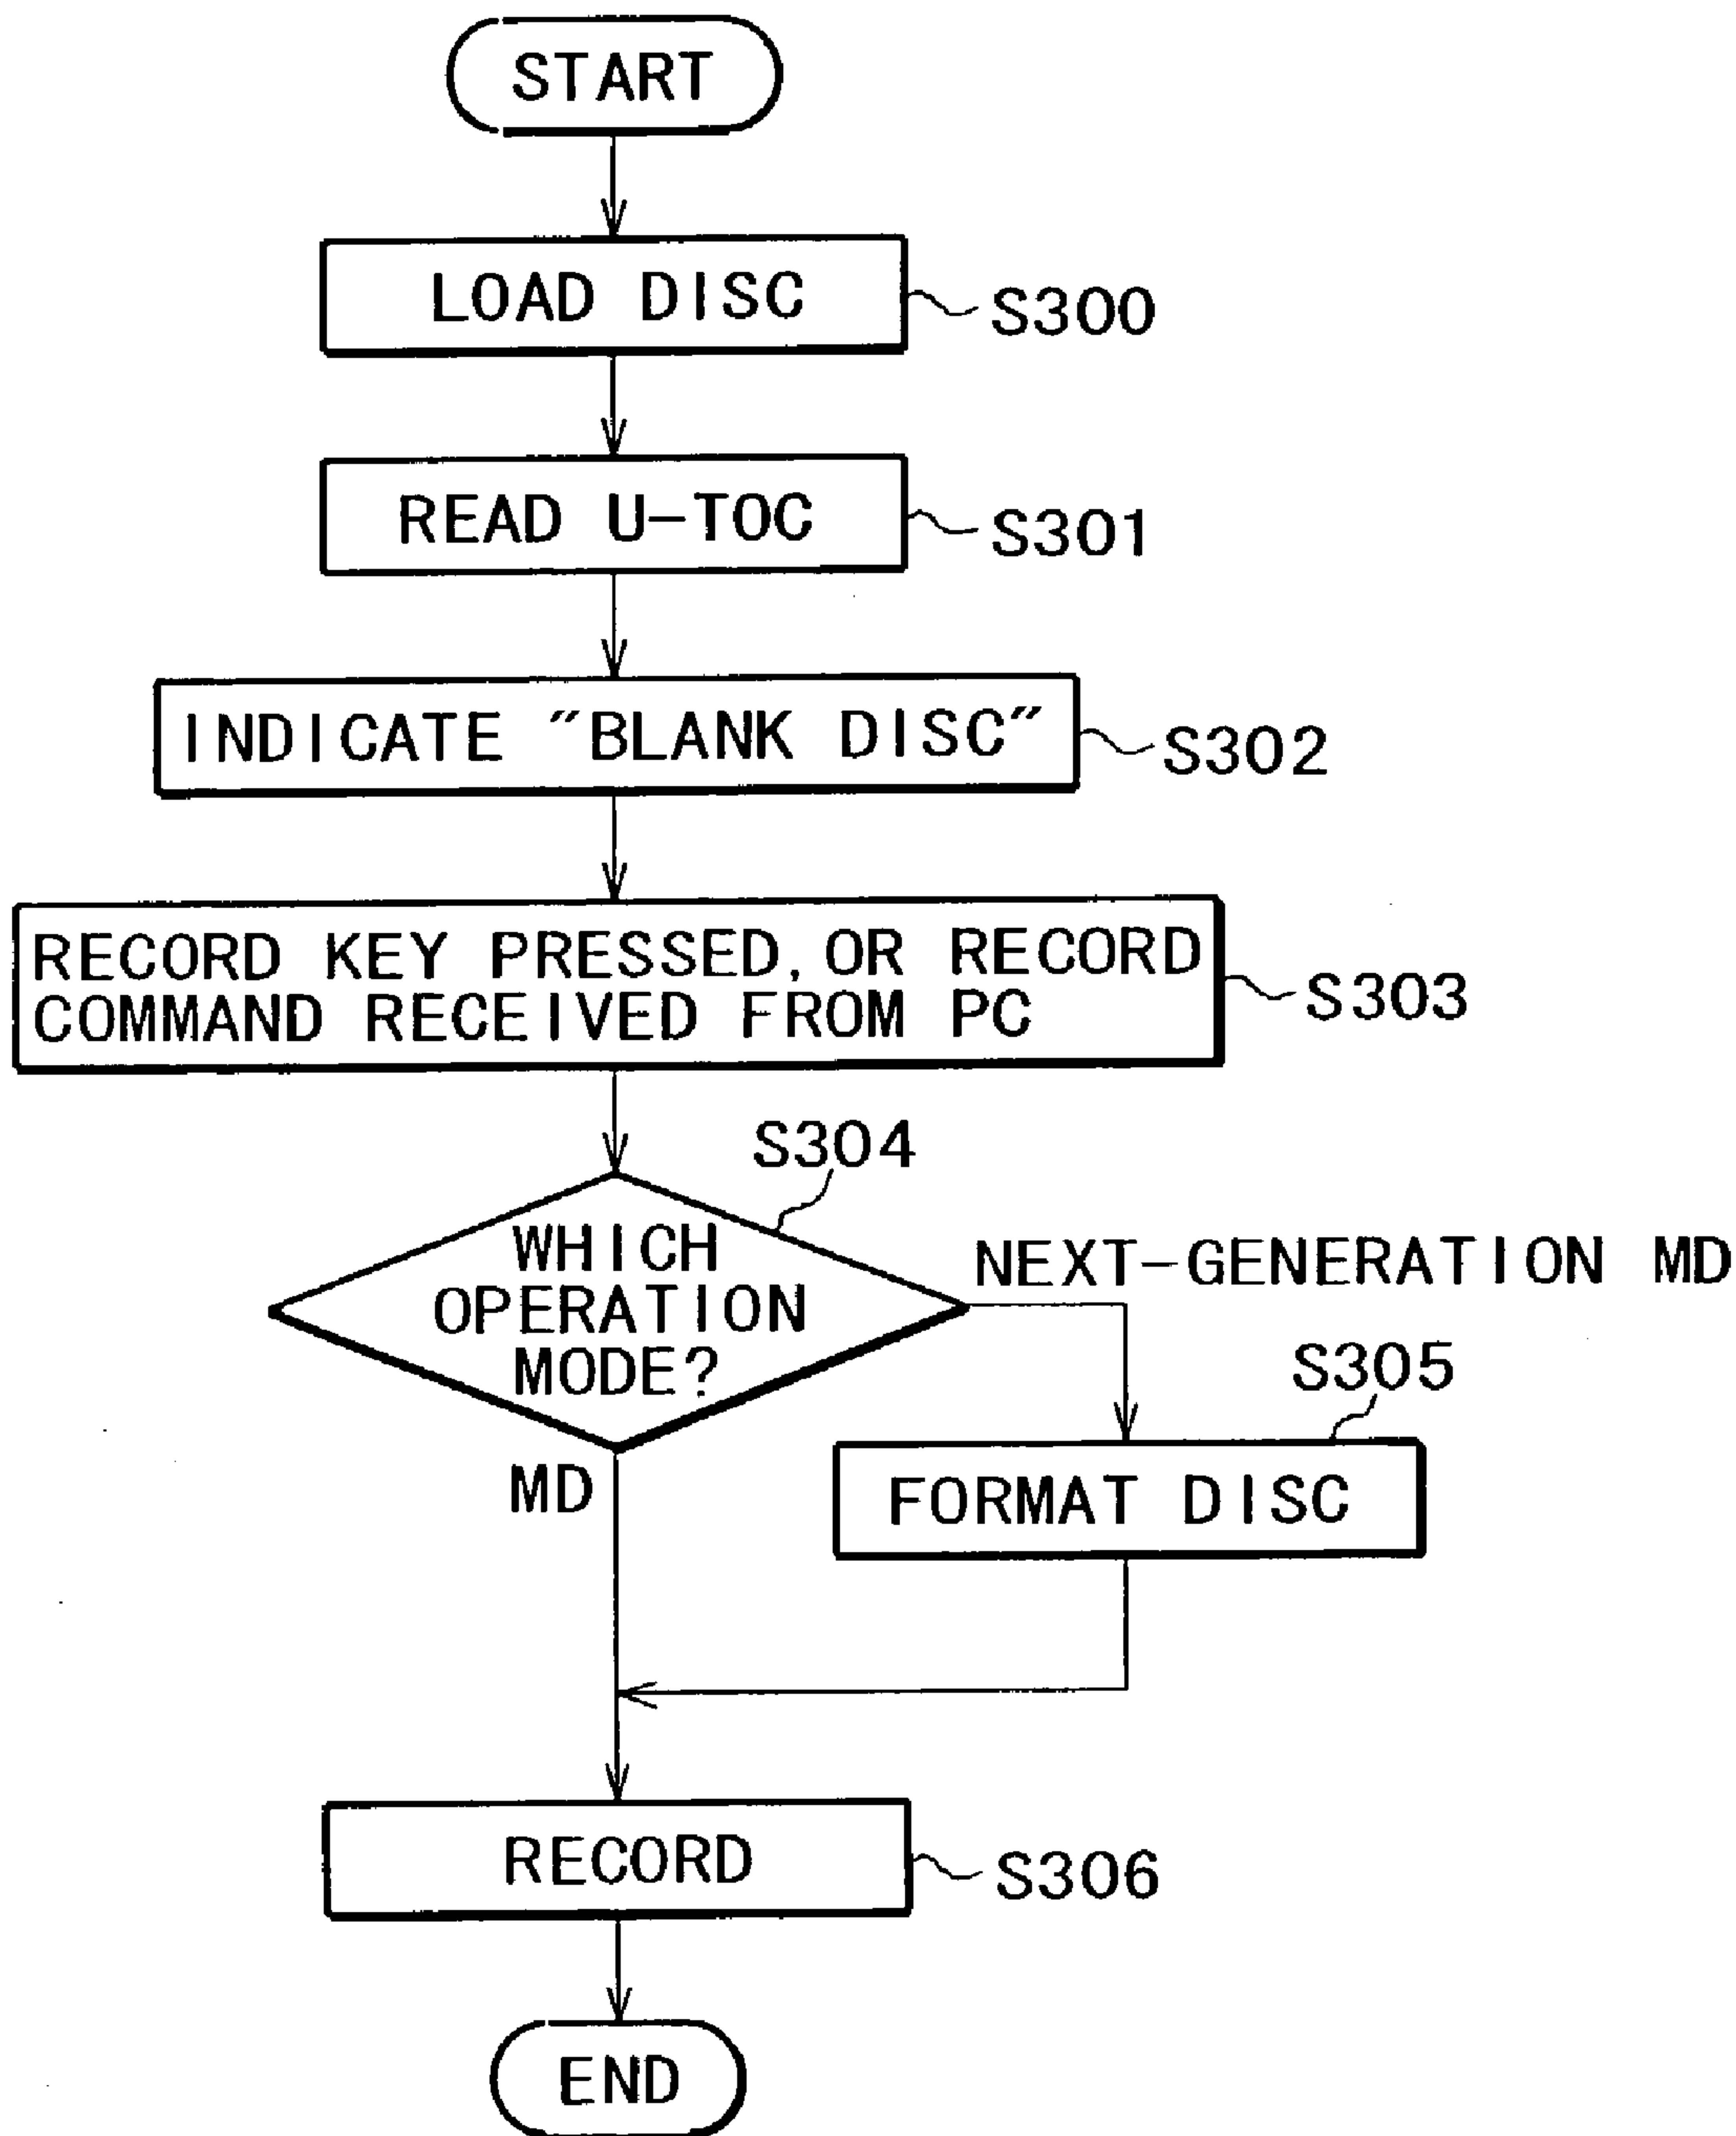 START
LOAD DISC
S300
READ U-TOC
S301
INDICATE "BLANK DISC"
S302
RECORD KEY PRESSED, OR RECORD
COMMAND RECEIVED FROM PC
S303
S304
WHICH
OPERATION
MODE?
NEXT-GENERATION MD
S305
MD
FORMAT DISC
RECORD
S306
END